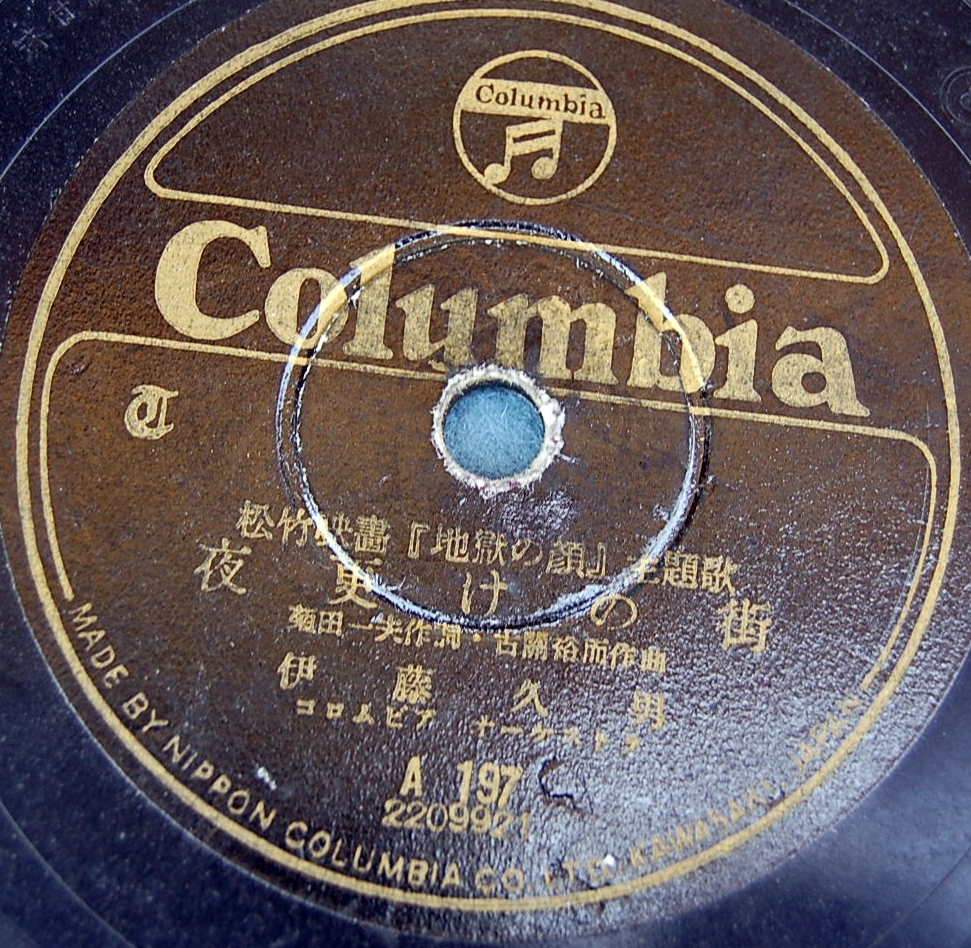 Columbia
Columbia
T
松竹映畫『地獄の顔』主題歌
夜更けの街
菊田一夫作詞・古關裕而作曲
伊藤久男
コロムビア オーケストラ
A 197
2209921
MADE BY NIPPON COLUMBIA CO. LTD. KAWASAKI, JAPAN